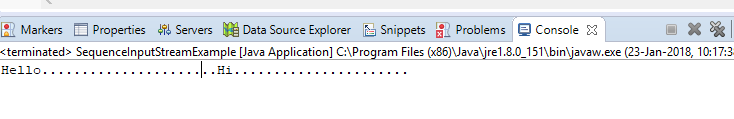 Markers Properties Servers Data Source Explorer Snippets Problems Console
<terminated> SequenceInputStreamExample [Java Application] C:\Program Files (x86)\Java\jre1.8.0_151\bin\javaw.exe (23-Jan-2018, 10:17:3
Hello......................Hi......................